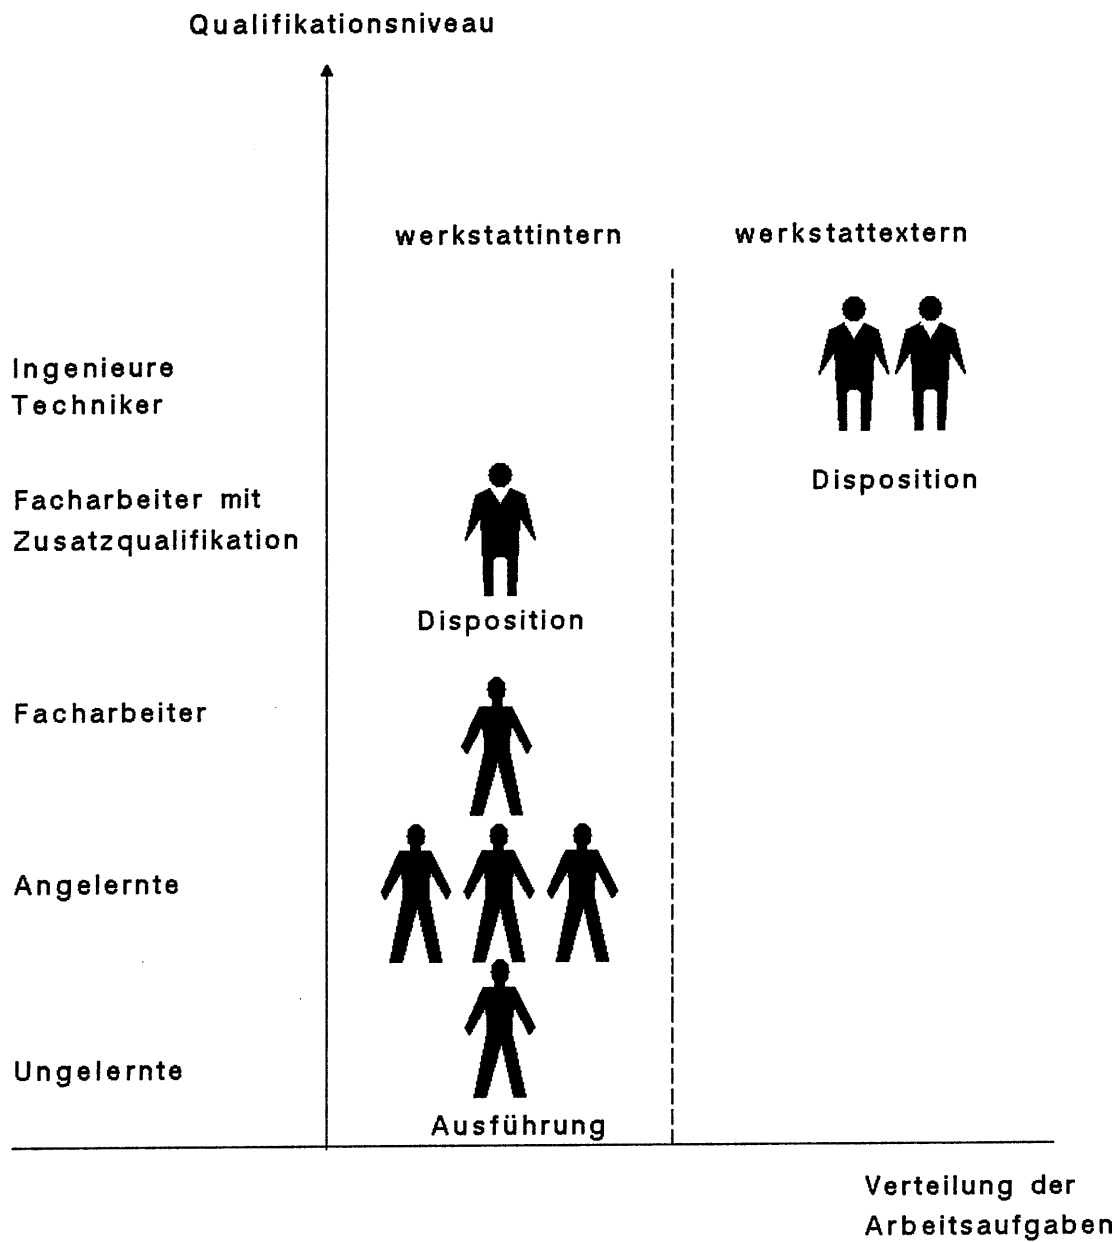 Qualifikationsniveau
werkstattintern
werkstattextern
Ingenieure
Techniker
Disposition
Facharbeiter mit
Zusatzqualifikation
Disposition
Facharbeiter
Angelernte
Ungelernte
Ausführung
Verteilung der
Arbeitsaufgaben